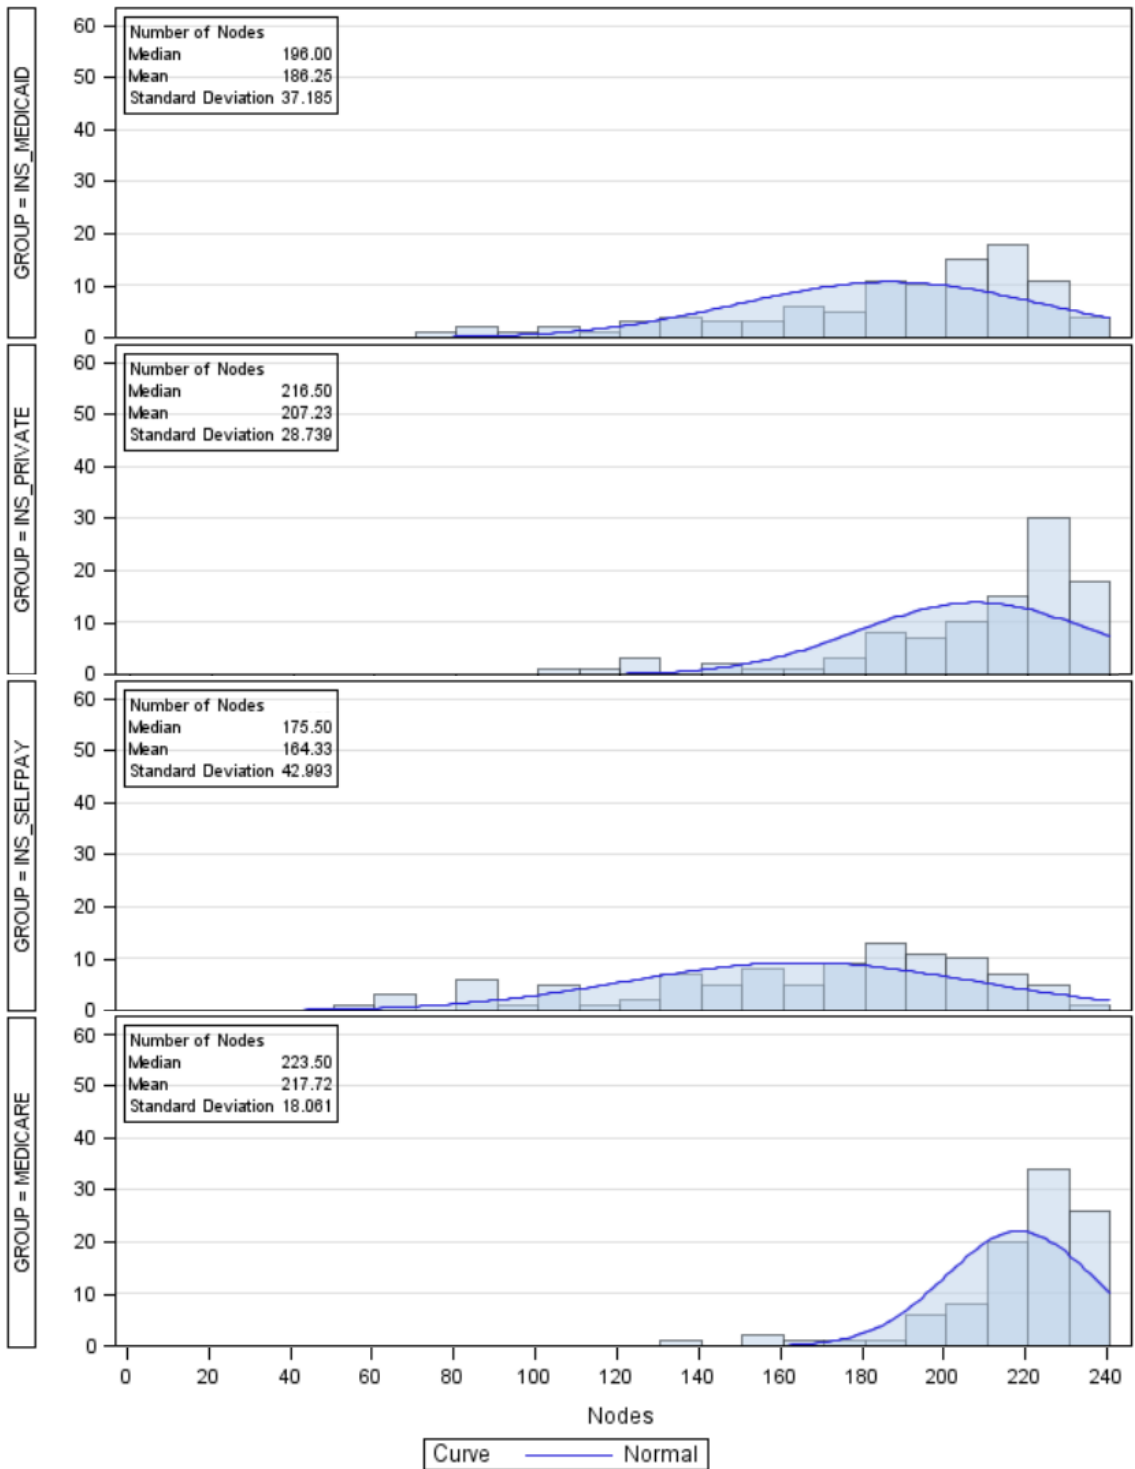 GROUP = INS_MEDICAID
60
50
40
30
20
10
0
Number of Nodes
Median 196.00
Mean 186.25
Standard Deviation 37.185
GROUP = INS_PRIVATE
60
50
40
30
20
10
0
Number of Nodes
Median 216.50
Mean 207.23
Standard Deviation 28.739
GROUP = INS_SELFPAY
60
50
40
30
20
10
0
Number of Nodes
Median 175.50
Mean 164.33
Standard Deviation 42.993
GROUP = MEDICARE
60
50
40
30
20
10
0
Number of Nodes
Median 223.50
Mean 217.72
Standard Deviation 18.061
0 20 40 60 80 100 120 140 160 180 200 220 240
Nodes
Curve Normal